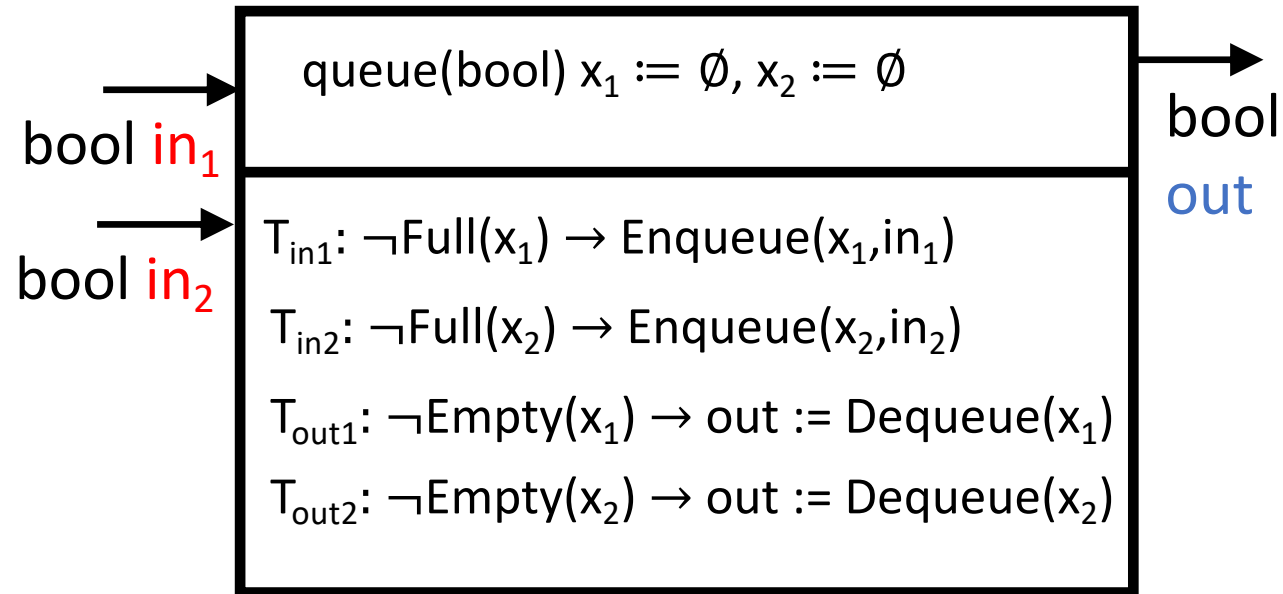 queue(bool) x₁ ≔ ∅, x₂ ≔ ∅
bool in₁
bool in₂
bool
out
T_in1: ¬Full(x₁) → Enqueue(x₁,in₁)
T_in2: ¬Full(x₂) → Enqueue(x₂,in₂)
T_out1: ¬Empty(x₁) → out := Dequeue(x₁)
T_out2: ¬Empty(x₂) → out := Dequeue(x₂)